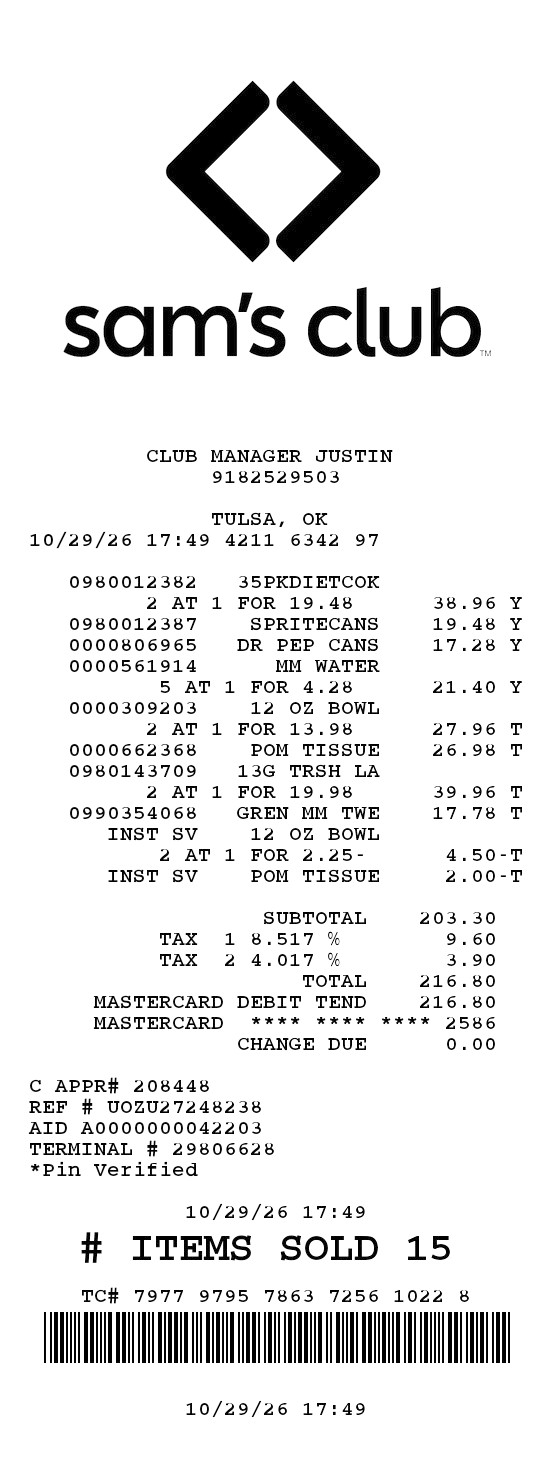 sam's club™
CLUB MANAGER JUSTIN
9182529503
TULSA, OK
10/29/26 17:49 4211 6342 97
0980012382 35PKDIETCOK
2 AT 1 FOR 19.48 38.96 Y
0980012387 SPRITECANS 19.48 Y
0000806965 DR PEP CANS 17.28 Y
0000561914 MM WATER
5 AT 1 FOR 4.28 21.40 Y
0000309203 12 OZ BOWL
2 AT 1 FOR 13.98 27.96 T
0000662368 POM TISSUE 26.98 T
0980143709 13G TRSH LA
2 AT 1 FOR 19.98 39.96 T
0990354068 GREN MM TWE 17.78 T
INST SV 12 OZ BOWL
2 AT 1 FOR 2.25- 4.50-T
INST SV POM TISSUE 2.00-T
SUBTOTAL 203.30
TAX 1 8.517 % 9.60
TAX 2 4.017 % 3.90
TOTAL 216.80
MASTERCARD DEBIT TEND 216.80
MASTERCARD **** **** **** 2586
CHANGE DUE 0.00
C APPR# 208448
REF # UOZU27248238
AID A0000000042203
TERMINAL # 29806628
*Pin Verified
10/29/26 17:49
# ITEMS SOLD 15
TC# 7977 9795 7863 7256 1022 8
10/29/26 17:49